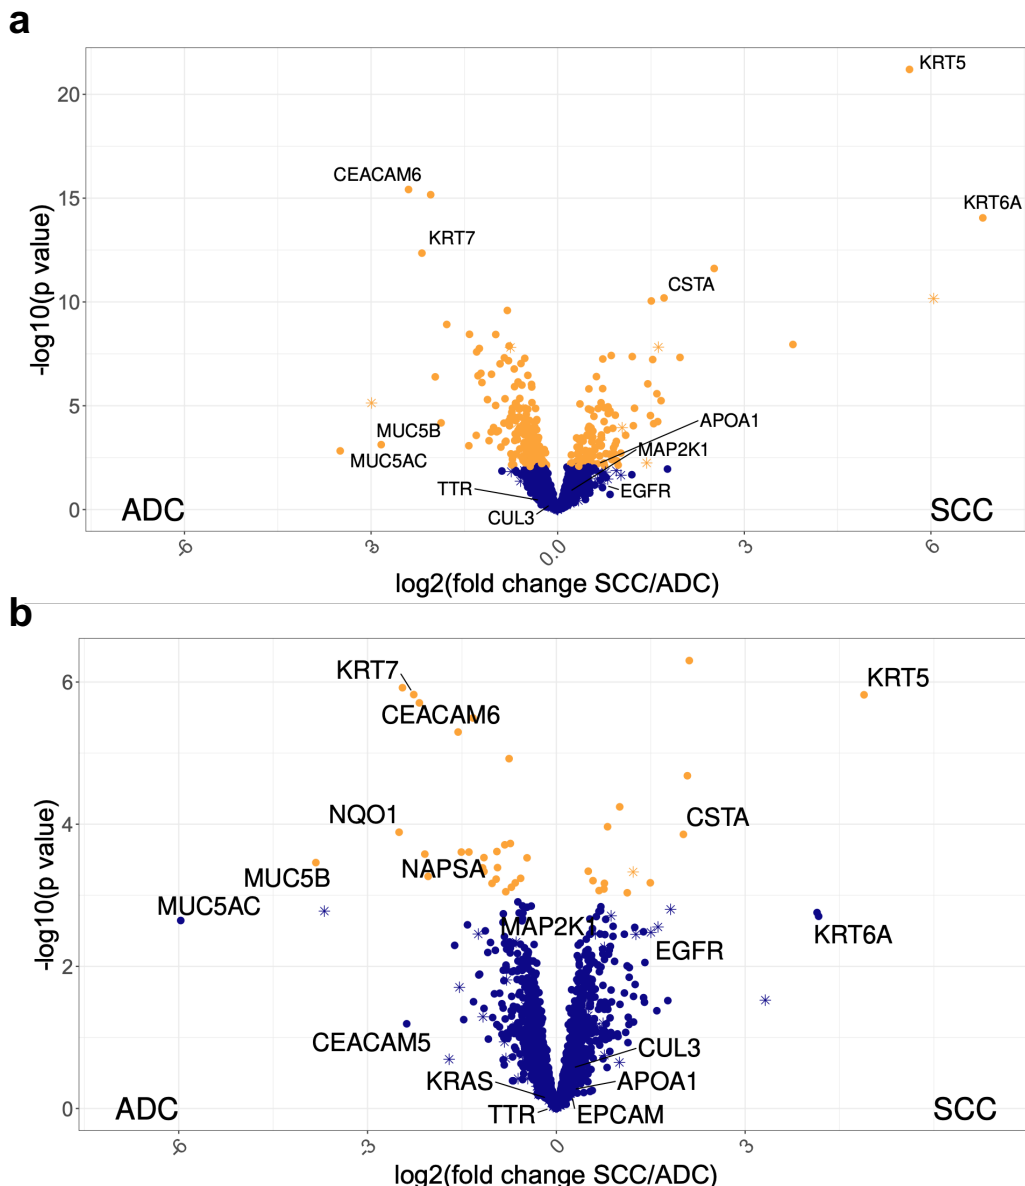 a
KRT5
20
CEACAM6
15
KRT6A
KRT7
CSTA
10
-log10(p value)
5
APOA1
MUC5B
MAP2K1
MUC5AC
TTR
EGFR
CUL3
0
ADC
SCC
-6
3
0.0
3
6
log2(fold change SCC/ADC)
b
KRT7
KRT5
6
CEACAM6
NQO1
CSTA
4
NAPSA
MUC5B
MUC5AC
MAP2K1
KRT6A
EGFR
-log10(p value)
2
CEACAM5
CUL3
KRAS
APOA1
TTR
EPCAM
0
ADC
SCC
-6
-3
0
3
log2(fold change SCC/ADC)